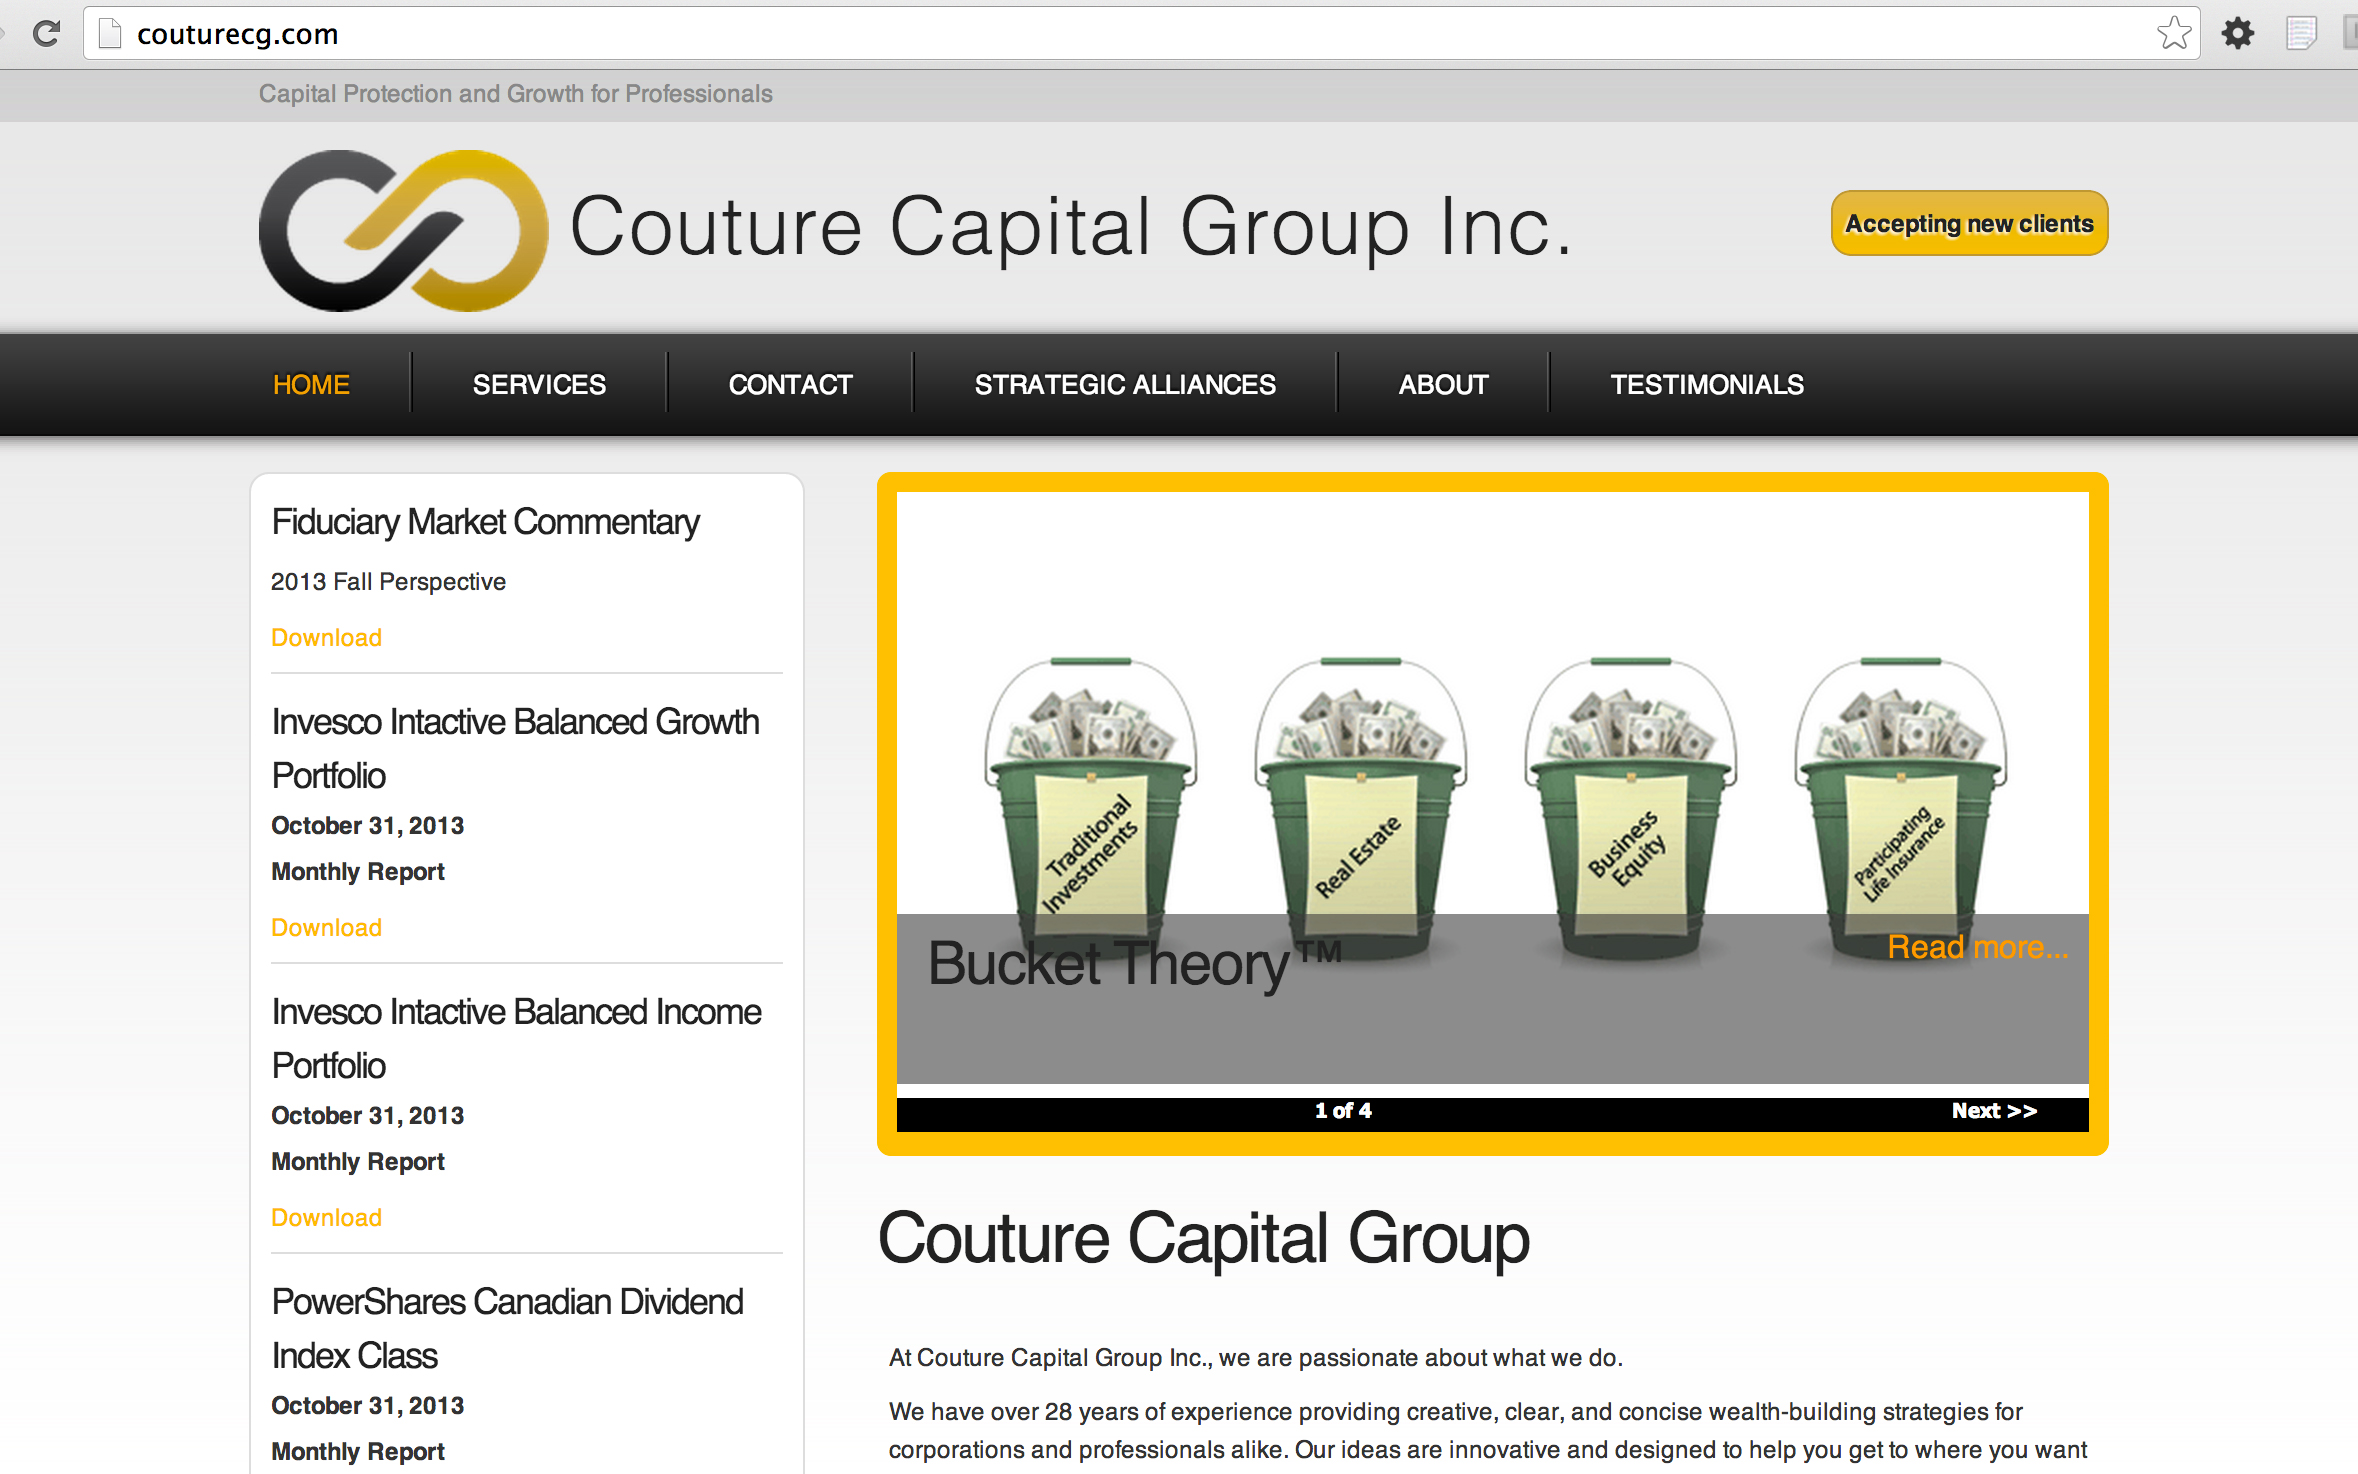 couturecg.com
Capital Protection and Growth for Professionals
Couture Capital Group Inc.
Accepting new clients
HOME
SERVICES
CONTACT
STRATEGIC ALLIANCES
ABOUT
TESTIMONIALS
Fiduciary Market Commentary
2013 Fall Perspective
Download
Invesco Intactive Balanced Growth
Portfolio
October 31, 2013
Monthly Report
Download
Invesco Intactive Balanced Income
Portfolio
October 31, 2013
Monthly Report
Download
PowerShares Canadian Dividend
Index Class
October 31, 2013
Monthly Report
Traditional
Investments
Real Estate
Business
Equity
Participating
Life Insurance
Bucket Theory™
Read more...
1 of 4
Next >>
Couture Capital Group
At Couture Capital Group Inc., we are passionate about what we do.
We have over 28 years of experience providing creative, clear, and concise wealth-building strategies for
corporations and professionals alike. Our ideas are innovative and designed to help you get to where you want